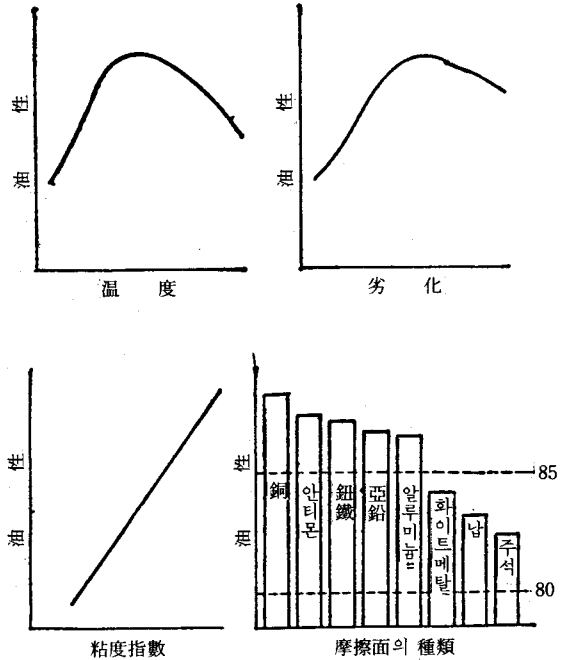 油性
温度
油性
劣化
油性
粘度指數
油性
銅
안티몬
鈕鐵
亞鉛
알루미늄
화이트메탈
납
주석
85
80
摩擦面의 種類